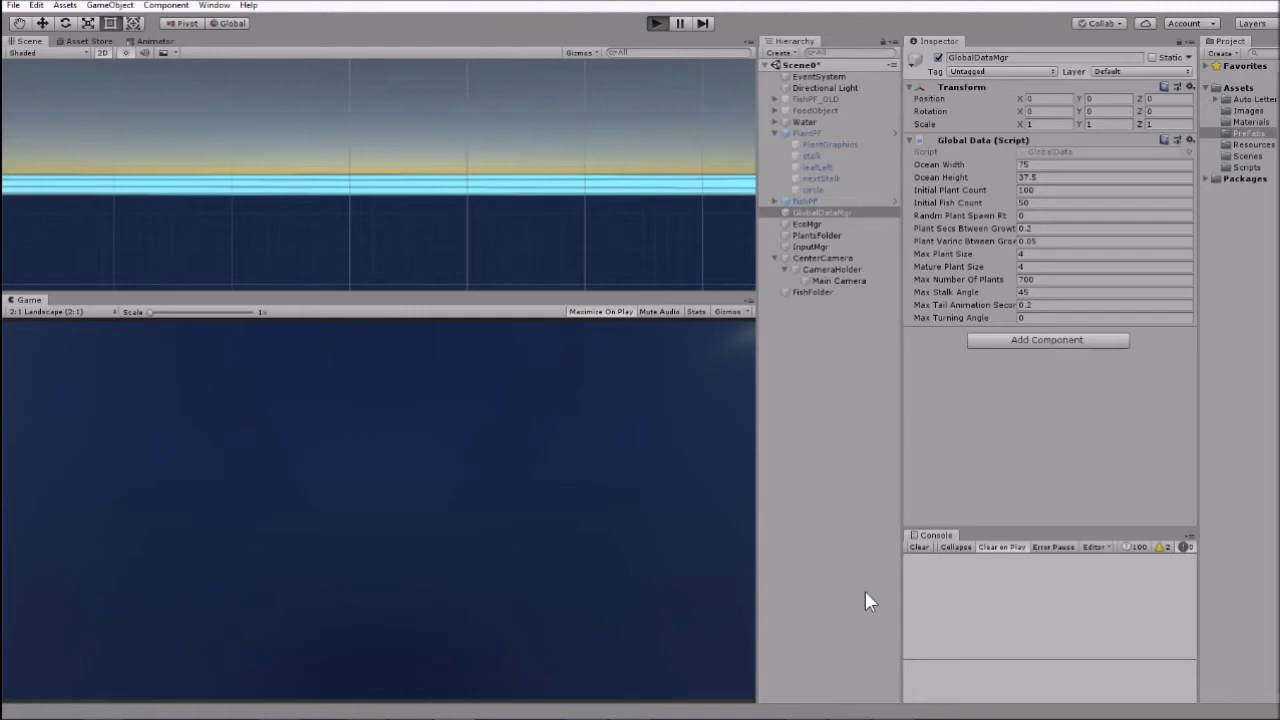 File Edit Assets GameObject Component Window Help
Pivot Global Collab Account Layers
Scene Asset Store Animator
Shaded 2D Gizmos All
Game
2:1 Landscape (2:1) Scale 1x Maximize On Play Mute Audio Stats Gizmos
Hierarchy
Create All
Scene0*
EventSystem
Directional Light
FishPF_OLD
FoodObject
Water
PlantPF
PlantGraphics
stalk
leafLeft
nextStalk
circle
FishPF
GlobalDataMgr
EcoMgr
PlantsFolder
InputMgr
CenterCamera
CameraHolder
Main Camera
FishFolder
Inspector
GlobalDataMgr Static
Tag Untagged Layer Default
Transform
Position X 0 Y 0 Z 0
Rotation X 0 Y 0 Z 0
Scale X 1 Y 1 Z 1
Global Data (Script)
Script GlobalData
Ocean Width 75
Ocean Height 37.5
Initial Plant Count 100
Initial Fish Count 50
Randm Plant Spawn Rt 0
Plant Secs Btween Growt 0.2
Plant Varinc Btween Grow 0.05
Max Plant Size 4
Mature Plant Size 4
Max Number Of Plants 700
Max Stalk Angle 45
Max Tail Animation Secor 0.2
Max Turning Angle 0
Add Component
Console
Clear Collapse Clear on Play Error Pause Editor 100 2 0
Project
Create
Favorites
Assets
Auto Letter
Images
Materials
PreFabs
Resources
Scenes
Scripts
Packages